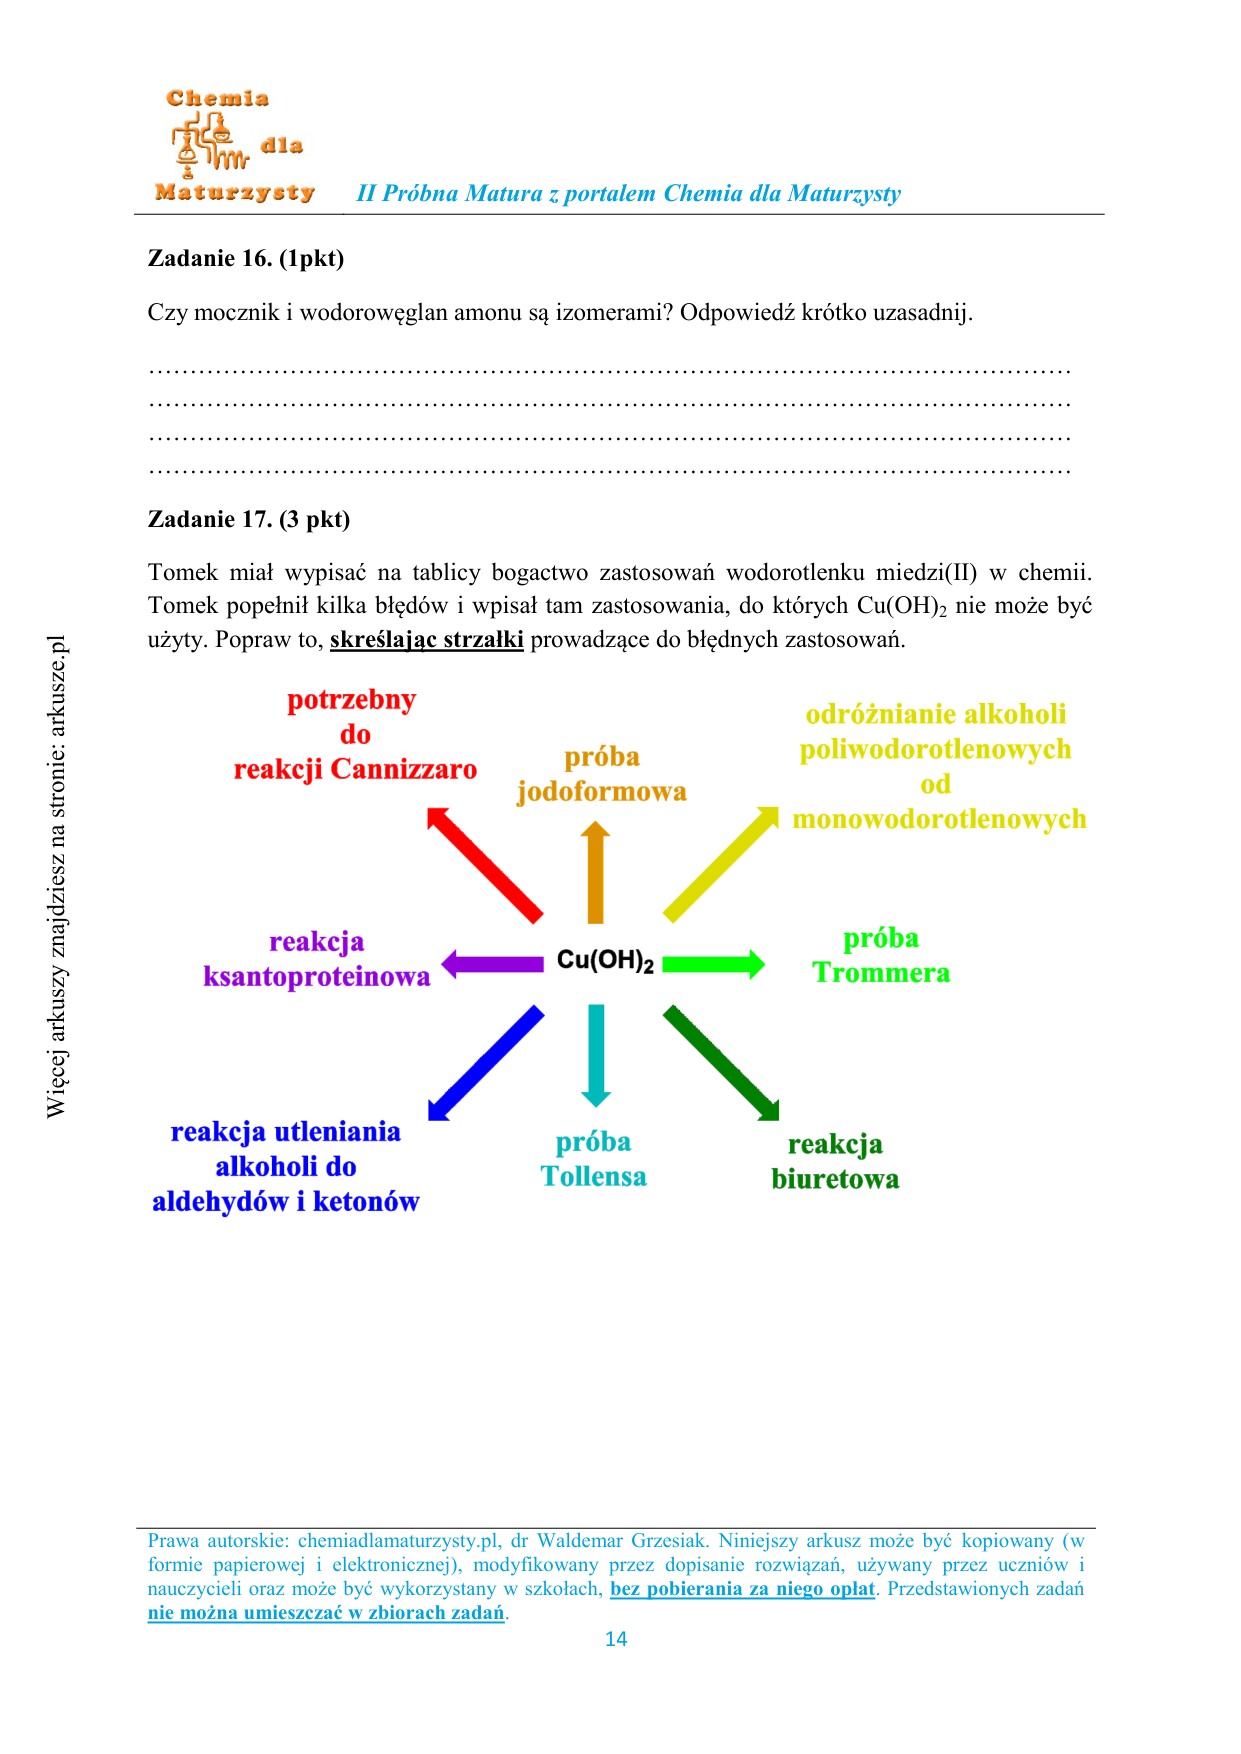 Chemia
dla
Maturzysty
II Próbna Matura z portalem Chemia dla Maturzysty
Zadanie 16. (1pkt)
Czy mocznik i wodorowęglan amonu są izomerami? Odpowiedź krótko uzasadnij.
……………………………………………………………………………………………………
……………………………………………………………………………………………………
……………………………………………………………………………………………………
……………………………………………………………………………………………………
Zadanie 17. (3 pkt)
Tomek miał wypisać na tablicy bogactwo zastosowań wodorotlenku miedzi(II) w chemii.
Tomek popełnił kilka błędów i wpisał tam zastosowania, do których Cu(OH)₂ nie może być
użyty. Popraw to, skreślając strzałki prowadzące do błędnych zastosowań.
potrzebny
do
reakcji Cannizzaro
próba
jodoformowa
odróżnianie alkoholi
poliwodorotlenowych
od
monowodorotlenowych
reakcja
ksantoproteinowa
Cu(OH)₂
próba
Trommera
reakcja utleniania
alkoholi do
aldehydów i ketonów
próba
Tollensa
reakcja
biuretowa
Więcej arkuszy znajdziesz na stronie: arkusze.pl
Prawa autorskie: chemiadlamaturzysty.pl, dr Waldemar Grzesiak. Niniejszy arkusz może być kopiowany (w
formie papierowej i elektronicznej), modyfikowany przez dopisanie rozwiązań, używany przez uczniów i
nauczycieli oraz może być wykorzystany w szkołach, bez pobierania za niego opłat. Przedstawionych zadań
nie można umieszczać w zbiorach zadań.
14